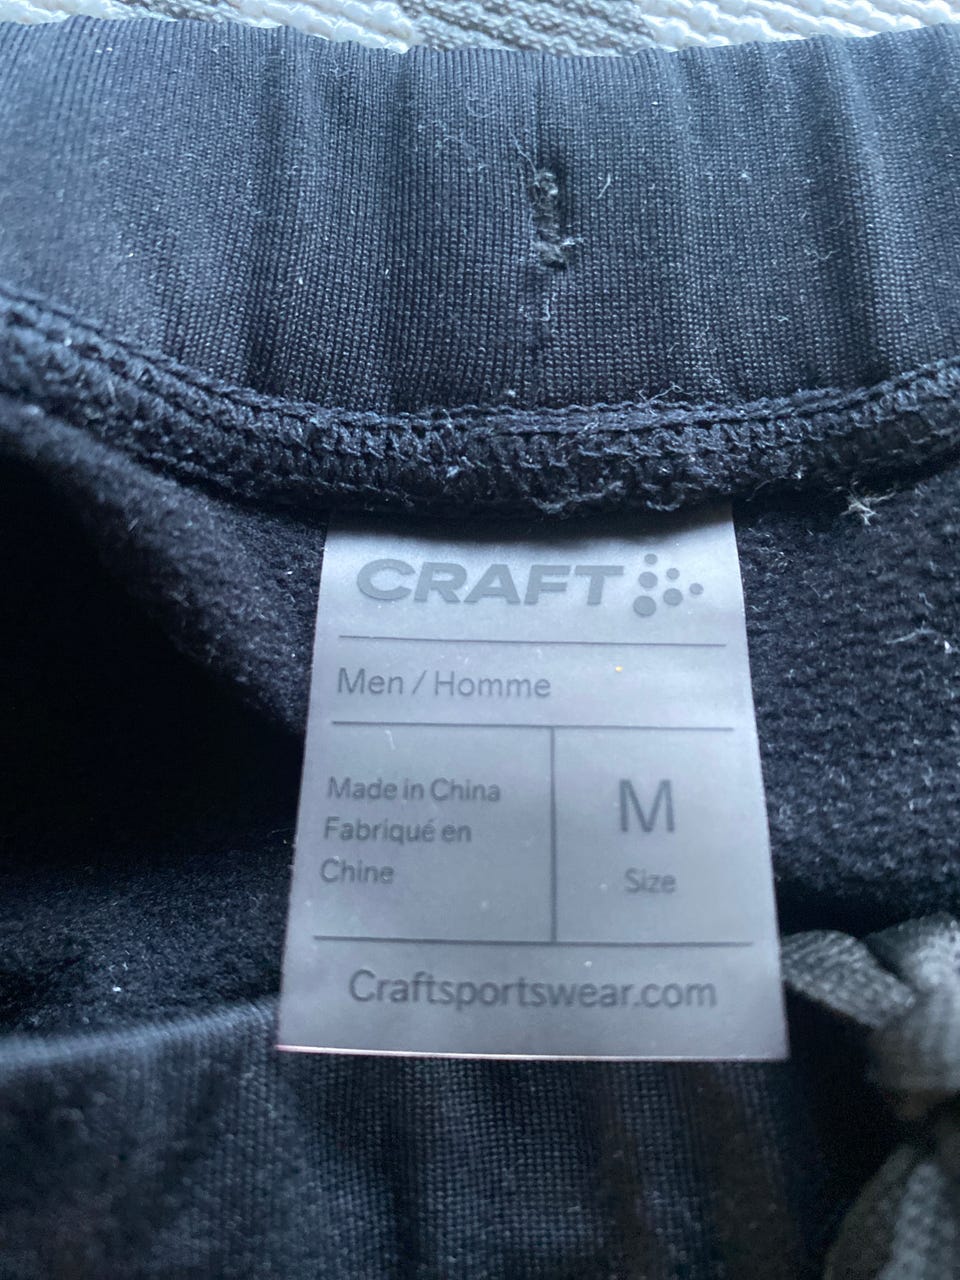 CRAFT
Men / Homme
Made in China
Fabriqué en
Chine
M
Size
Craftsportswear.com